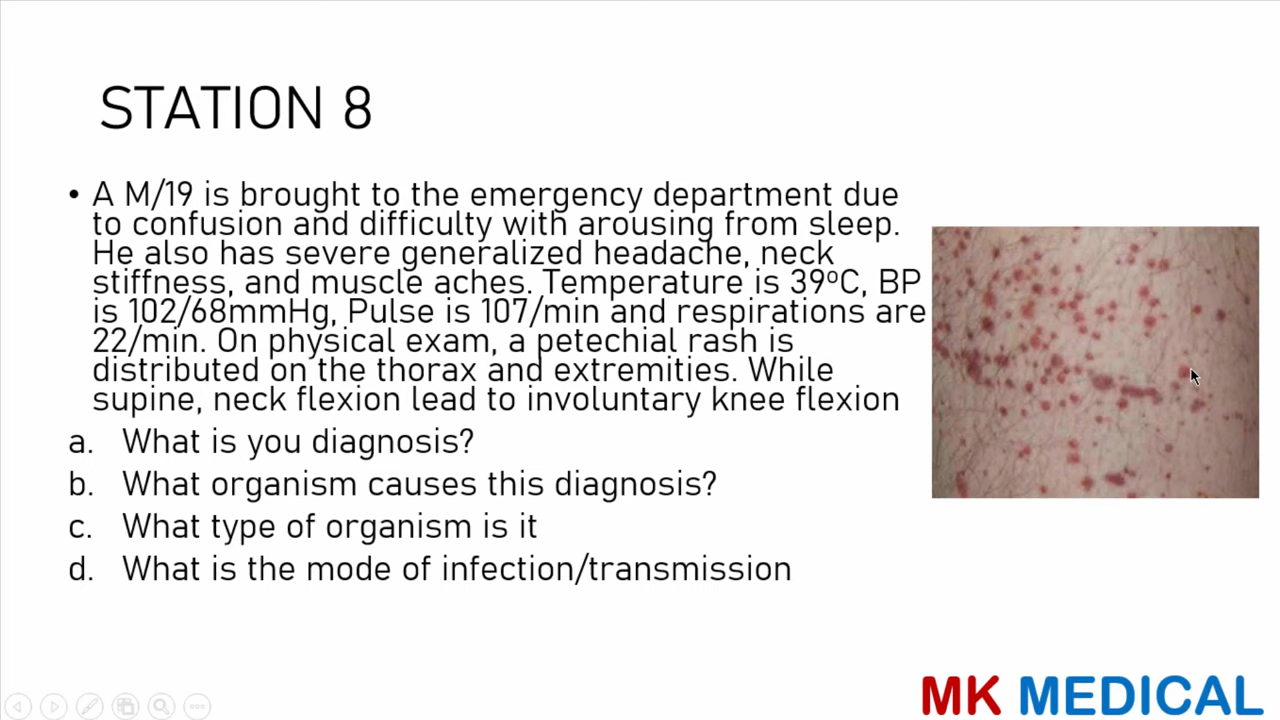 STATION 8
• A M/19 is brought to the emergency department due
to confusion and difficulty with arousing from sleep.
He also has severe generalized headache, neck
stiffness, and muscle aches. Temperature is 39ºC, BP
is 102/68mmHg, Pulse is 107/min and respirations are
22/min. On physical exam, a petechial rash is
distributed on the thorax and extremities. While
supine, neck flexion lead to involuntary knee flexion
a. What is you diagnosis?
b. What organism causes this diagnosis?
c. What type of organism is it
d. What is the mode of infection/transmission
MK MEDICAL